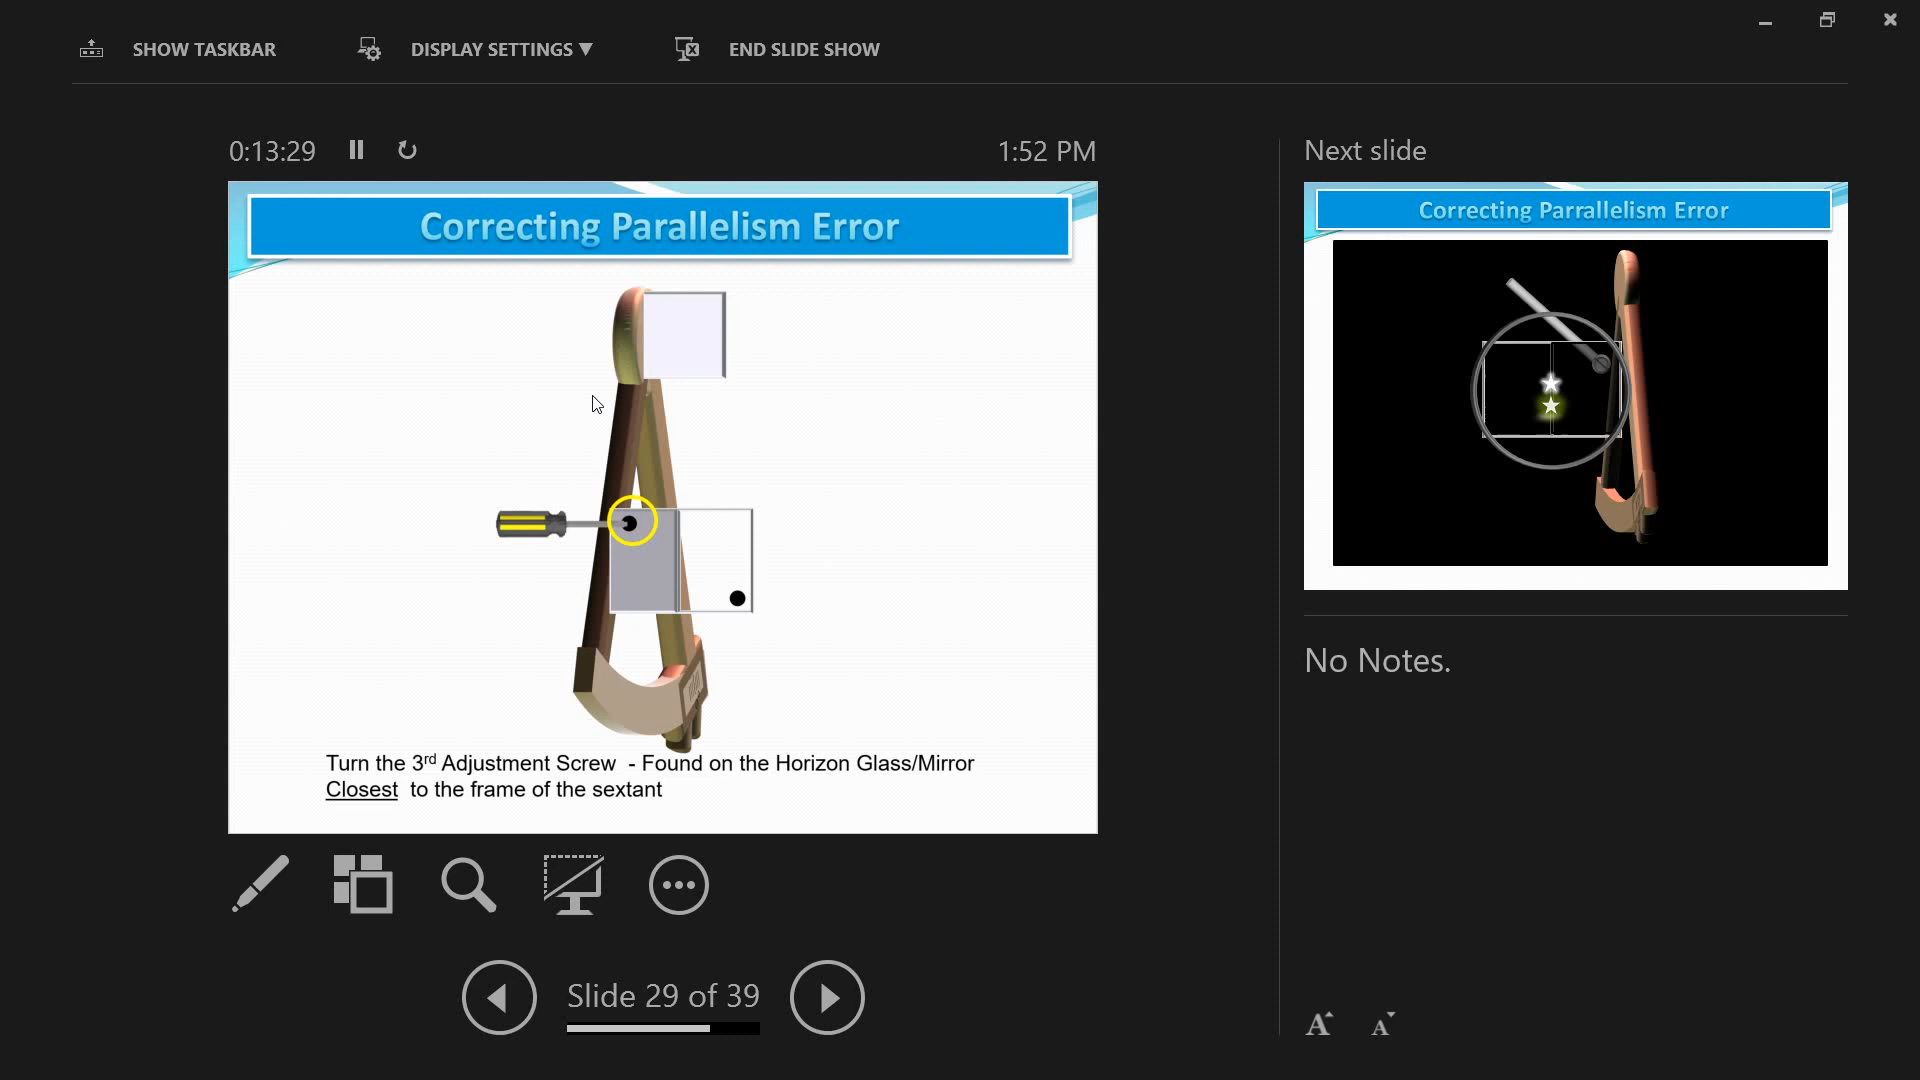 SHOW TASKBAR
DISPLAY SETTINGS ▼
END SLIDE SHOW
0:13:29
1:52 PM
Correcting Parallelism Error
Turn the 3rd Adjustment Screw - Found on the Horizon Glass/Mirror
Closest to the frame of the sextant
Slide 29 of 39
Next slide
Correcting Parrallelism Error
No Notes.
A
A